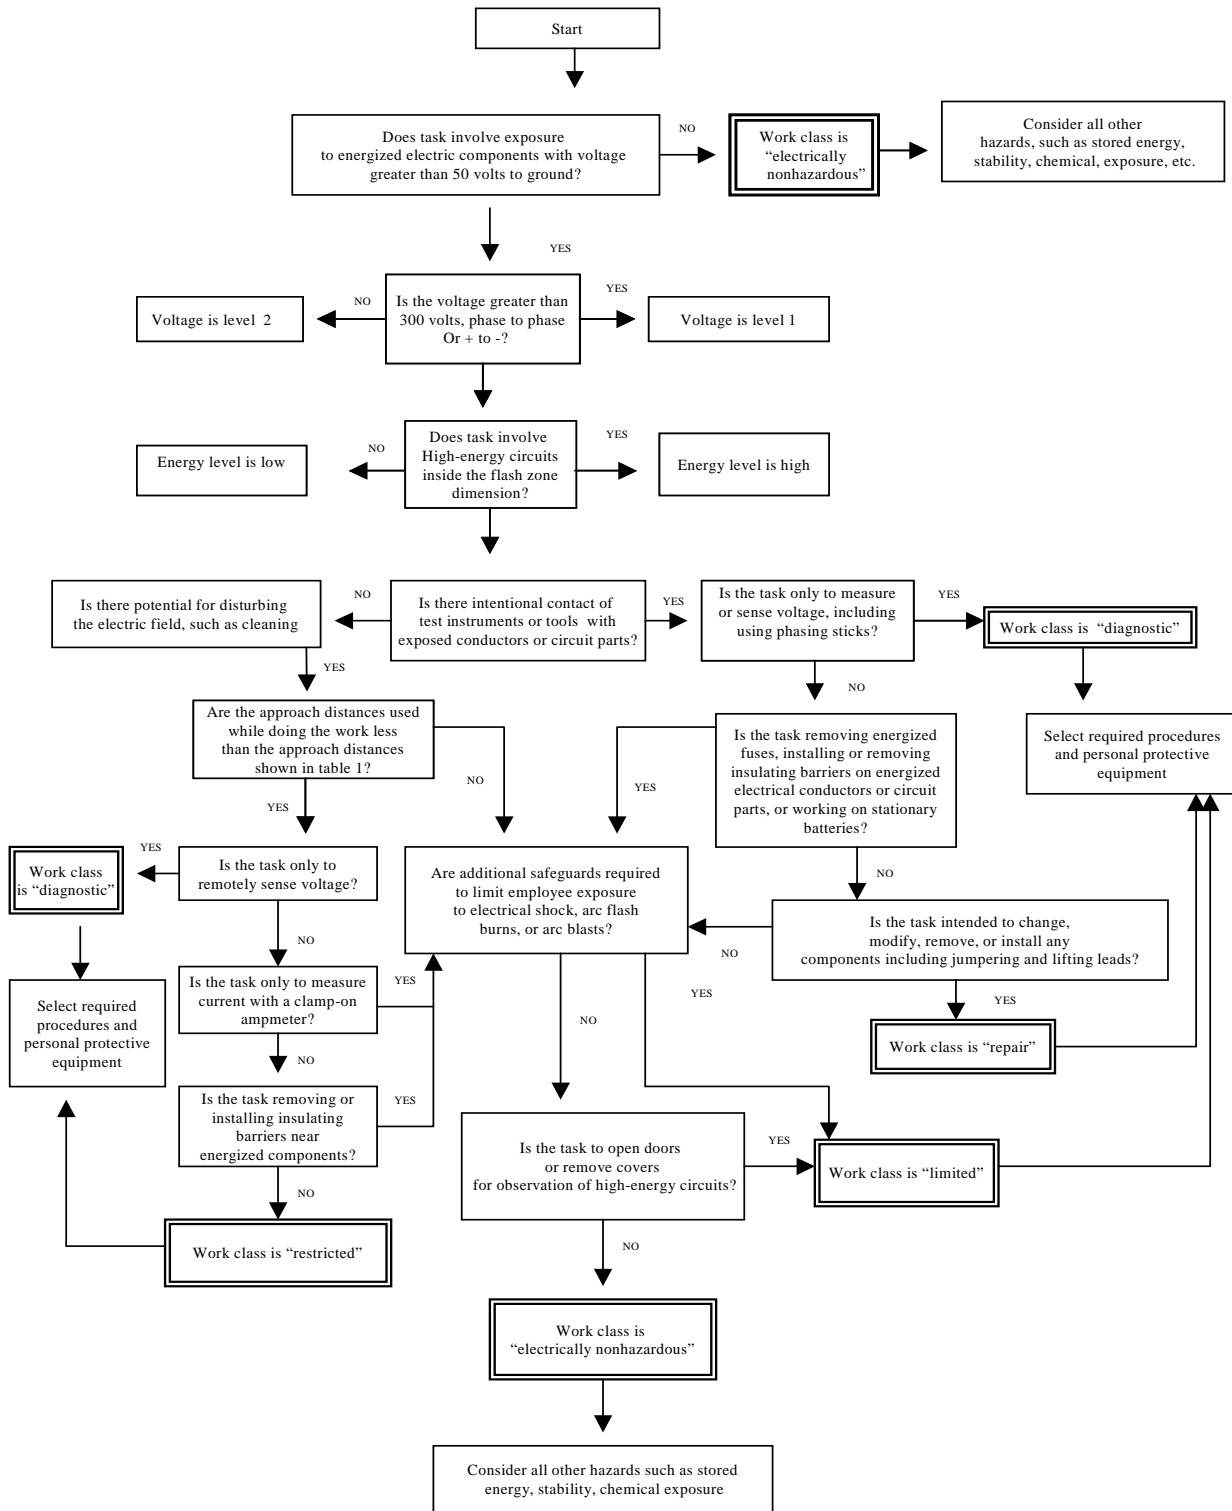 Start
Does task involve exposure
to energized electric components with voltage
greater than 50 volts to ground?
NO
Work class is
“electrically
nonhazardous”
Consider all other
hazards, such as stored energy,
stability, chemical, exposure, etc.
YES
Voltage is level 2
NO
Is the voltage greater than
300 volts, phase to phase
Or + to -?
YES
Voltage is level 1
Energy level is low
NO
Does task involve
High-energy circuits
inside the flash zone
dimension?
YES
Energy level is high
Is there potential for disturbing
the electric field, such as cleaning
NO
Is there intentional contact of
test instruments or tools with
exposed conductors or circuit parts?
YES
Is the task only to measure
or sense voltage, including
using phasing sticks?
YES
Work class is “diagnostic”
YES
NO
Are the approach distances used
while doing the work less
than the approach distances
shown in table 1?
NO
YES
Is the task removing energized
fuses, installing or removing
insulating barriers on energized
electrical conductors or circuit
parts, or working on stationary
batteries?
Select required procedures
and personal protective
equipment
YES
Work class
is “diagnostic”
YES
Is the task only to
remotely sense voltage?
Are additional safeguards required
to limit employee exposure
to electrical shock, arc flash
burns, or arc blasts?
NO
Is the task intended to change,
modify, remove, or install any
components including jumpering and lifting leads?
NO
NO
Select required
procedures and
personal protective
equipment
Is the task only to measure
current with a clamp-on
ampmeter?
YES
NO
YES
YES
Work class is “repair”
NO
Is the task removing or
installing insulating
barriers near
energized components?
YES
Is the task to open doors
or remove covers
for observation of high-energy circuits?
YES
Work class is “limited”
NO
Work class is “restricted”
NO
Work class is
“electrically nonhazardous”
Consider all other hazards such as stored
energy, stability, chemical exposure